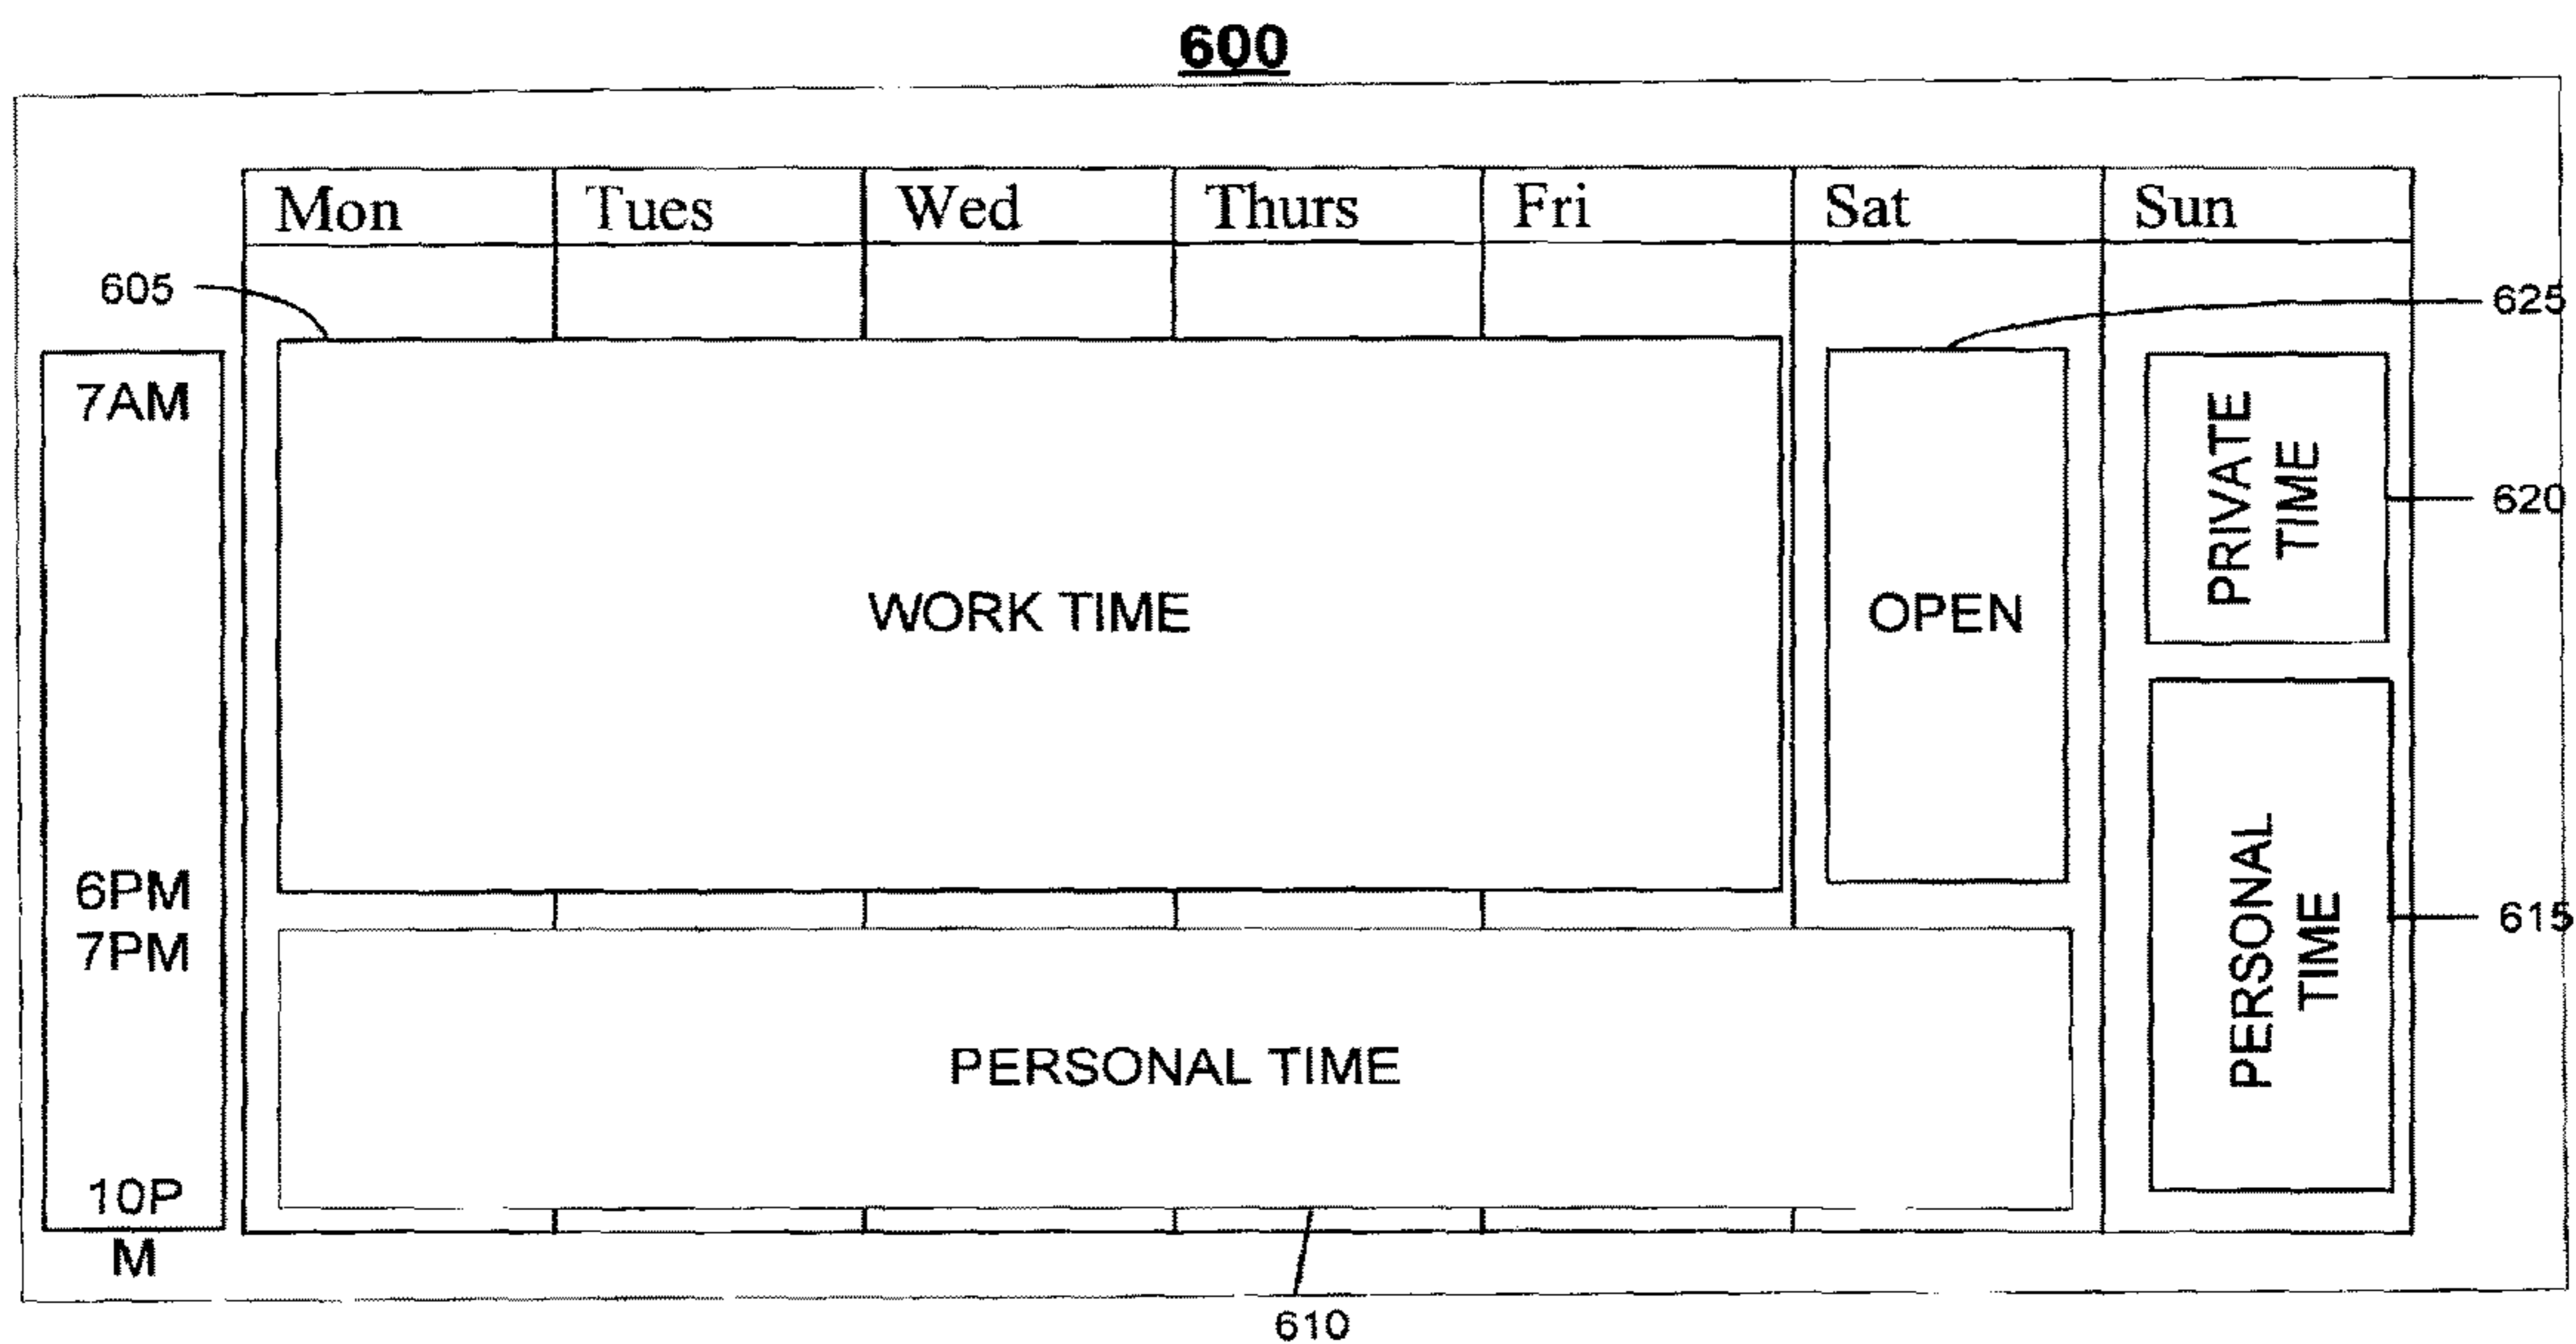 600
Mon Tues Wed Thurs Fri Sat Sun
605
625
7AM
PRIVATE
TIME
620
WORK TIME
OPEN
6PM
7PM
PERSONAL
TIME
615
PERSONAL TIME
10P
M
610